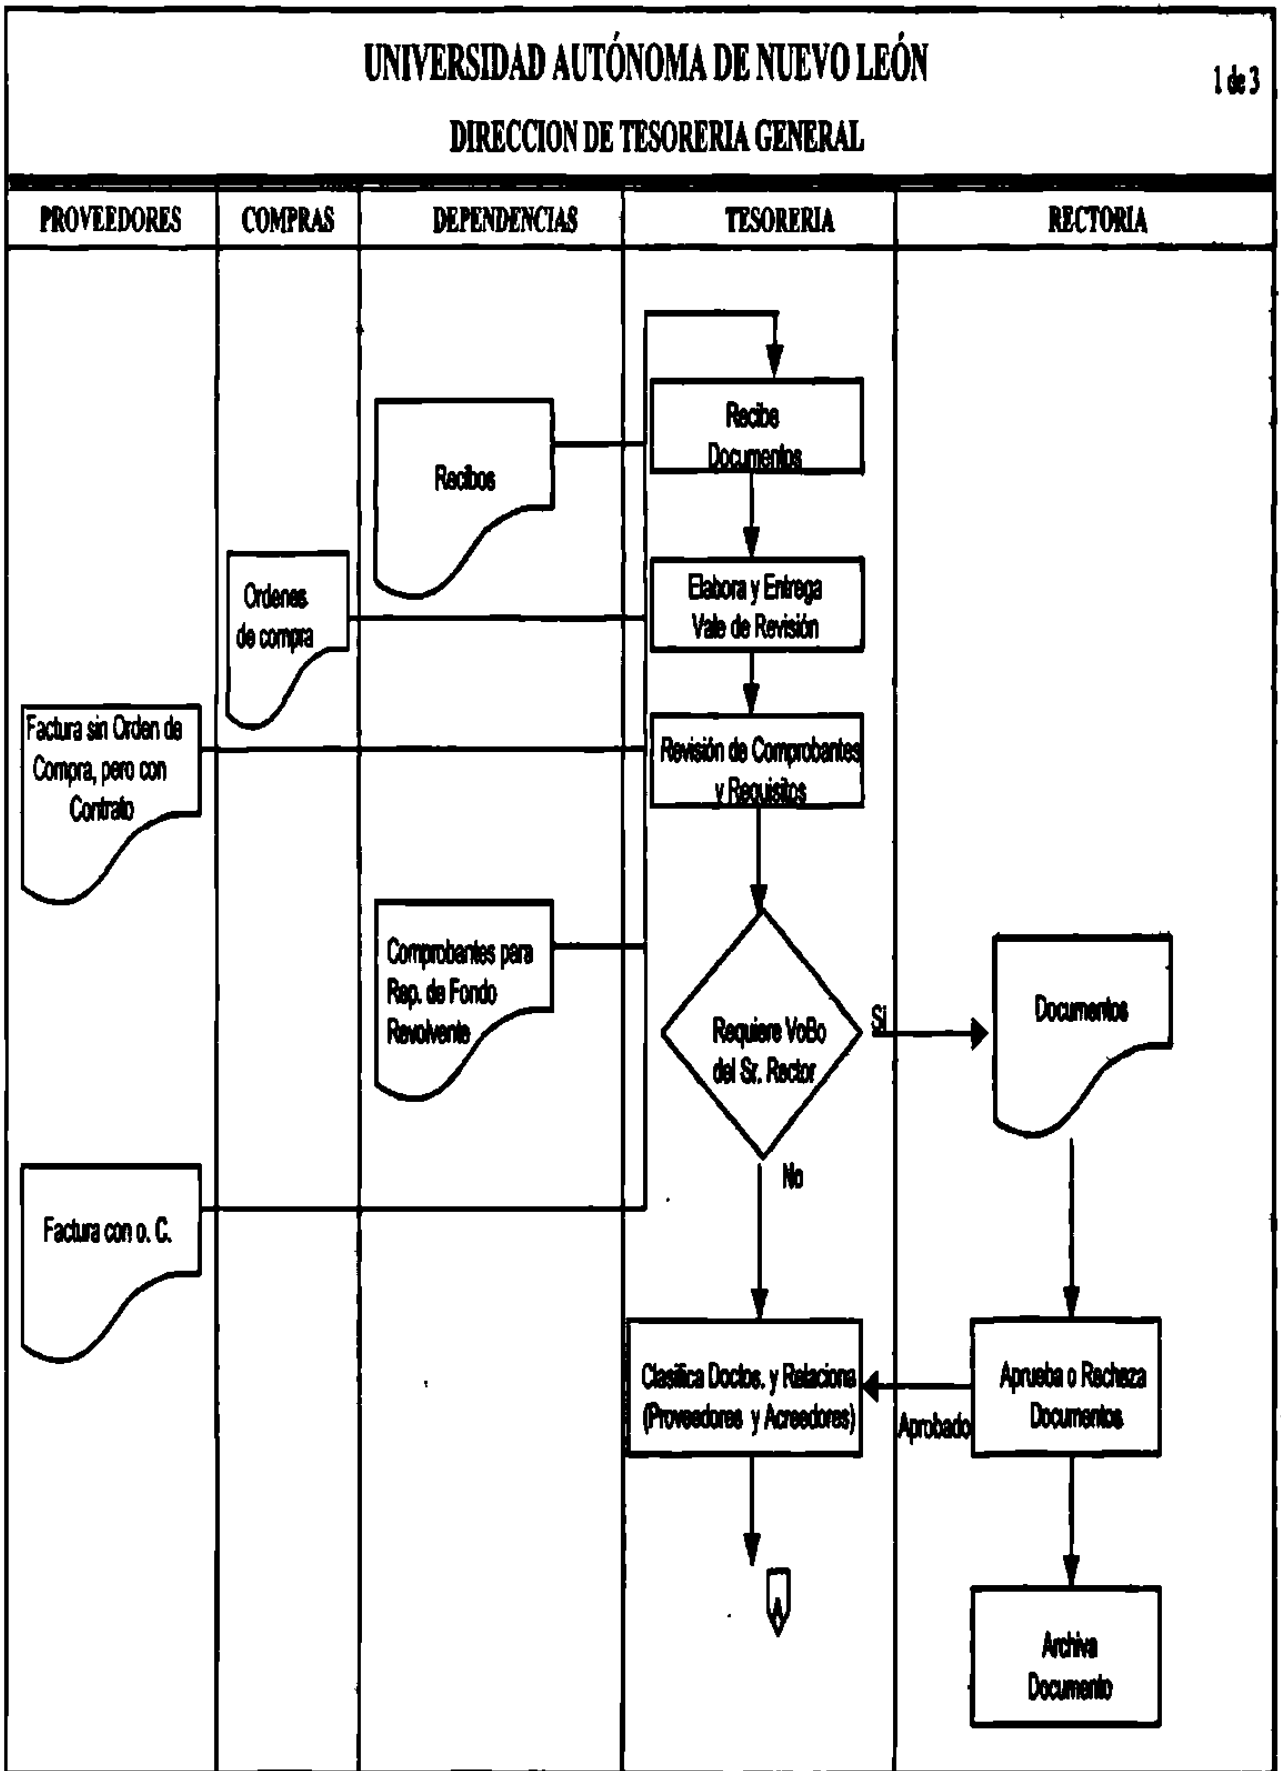 UNIVERSIDAD AUTÓNOMA DE NUEVO LEÓN
1 de 3
DIRECCION DE TESORERIA GENERAL
PROVEEDORES
COMPRAS
DEPENDENCIAS
TESORERIA
RECTORIA
Recibe
Documentos
Recibos
Elabora y Entrega
Vale de Revisión
Ordenes
de compra
Factura sin Orden de
Compra, pero con
Contrato
Revisión de Comprobantes
y Requisitos
Comprobantes para
Rep. de Fondo
Revolvente
Requiere VoBo
del Sr. Rector
Si
Documentos
No
Factura con o. C.
Clasifica Doctos. y Relaciona
(Proveedores y Acreedores)
Aprobado
Aprueba o Rechaza
Documentos
A
Archiva
Documento